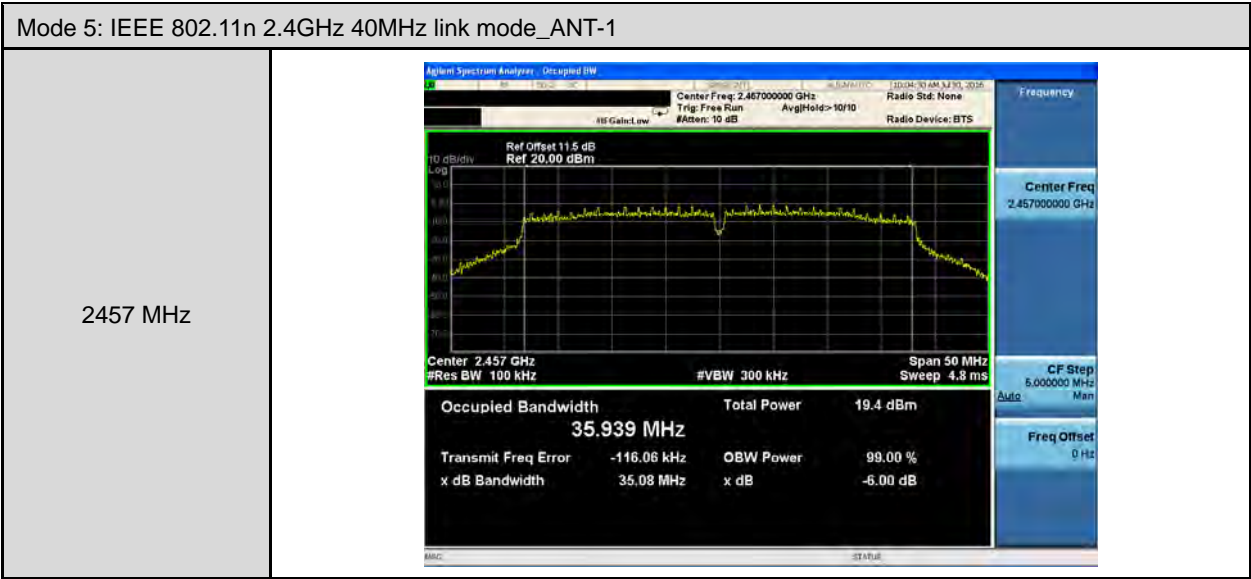 Mode 5: IEEE 802.11n 2.4GHz 40MHz link mode_ANT-1
2457 MHz
Agilent Spectrum Analyzer - Occupied BW
Center Freq: 2.457000000 GHz
Radio Std: None
Trig: Free Run
Avg|Hold:>10/10
#IFGain:Low
#Atten: 10 dB
Radio Device: BTS
Ref Offset 11.5 dB
10 dB/div
Ref 20.00 dBm
Log
Center 2.457 GHz
Span 50 MHz
#Res BW 100 kHz
#VBW 300 kHz
Sweep 4.8 ms
Occupied Bandwidth
Total Power
19.4 dBm
35.939 MHz
Transmit Freq Error
-116.06 kHz
OBW Power
99.00 %
x dB Bandwidth
35.08 MHz
x dB
-6.00 dB
MSG
STATUS
Frequency
Center Freq
2.457000000 GHz
CF Step
5.000000 MHz
Auto
Man
Freq Offset
0 Hz